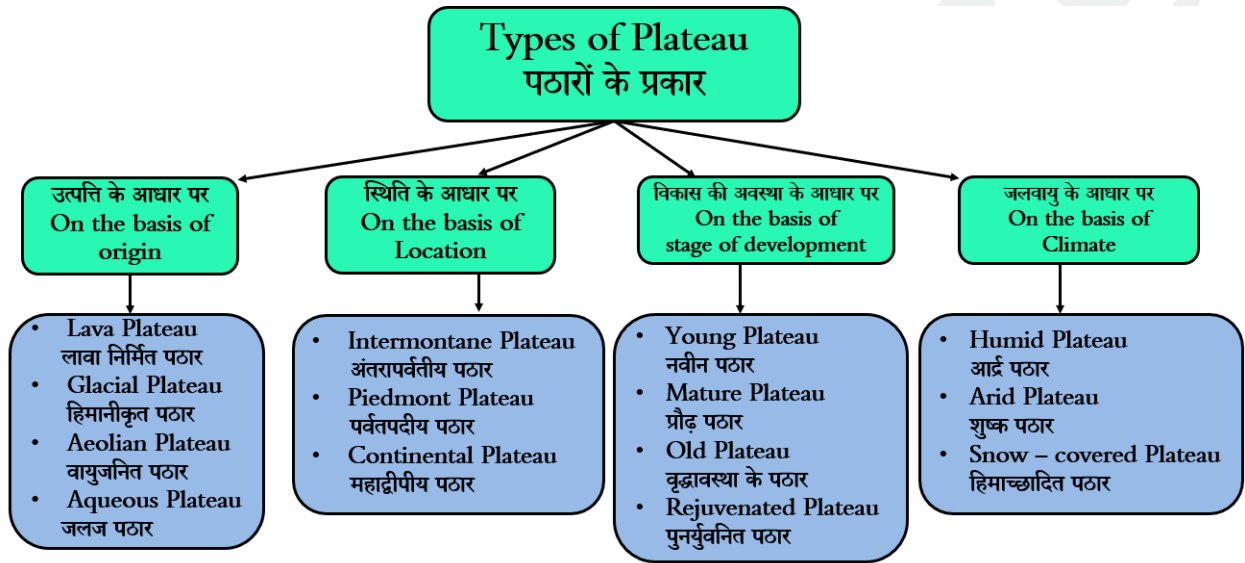 Types of Plateau
पठारों के प्रकार
उत्पत्ति के आधार पर
On the basis of
origin
स्थिति के आधार पर
On the basis of
Location
विकास की अवस्था के आधार पर
On the basis of
stage of development
जलवायु के आधार पर
On the basis of
Climate
• Lava Plateau
लावा निर्मित पठार
• Glacial Plateau
हिमानीकृत पठार
• Aeolian Plateau
वायुजनित पठार
• Aqueous Plateau
जलज पठार
• Intermontane Plateau
अंतरापर्वतीय पठार
• Piedmont Plateau
पर्वतपदीय पठार
• Continental Plateau
महाद्वीपीय पठार
• Young Plateau
नवीन पठार
• Mature Plateau
प्रौढ़ पठार
• Old Plateau
वृद्धावस्था के पठार
• Rejuvenated Plateau
पुनर्युवनित पठार
• Humid Plateau
आर्द्र पठार
• Arid Plateau
शुष्क पठार
• Snow – covered Plateau
हिमाच्छादित पठार